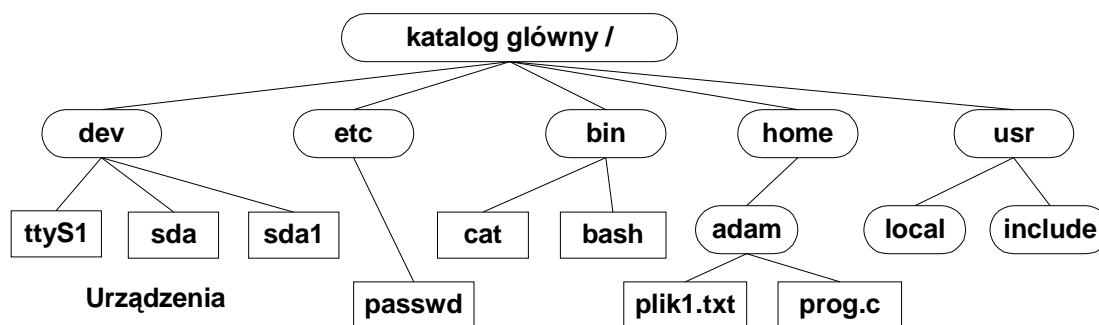 katalog glówny /
dev etc bin home usr
ttyS1 sda sda1 cat bash adam local include
Urządzenia passwd plik1.txt prog.c